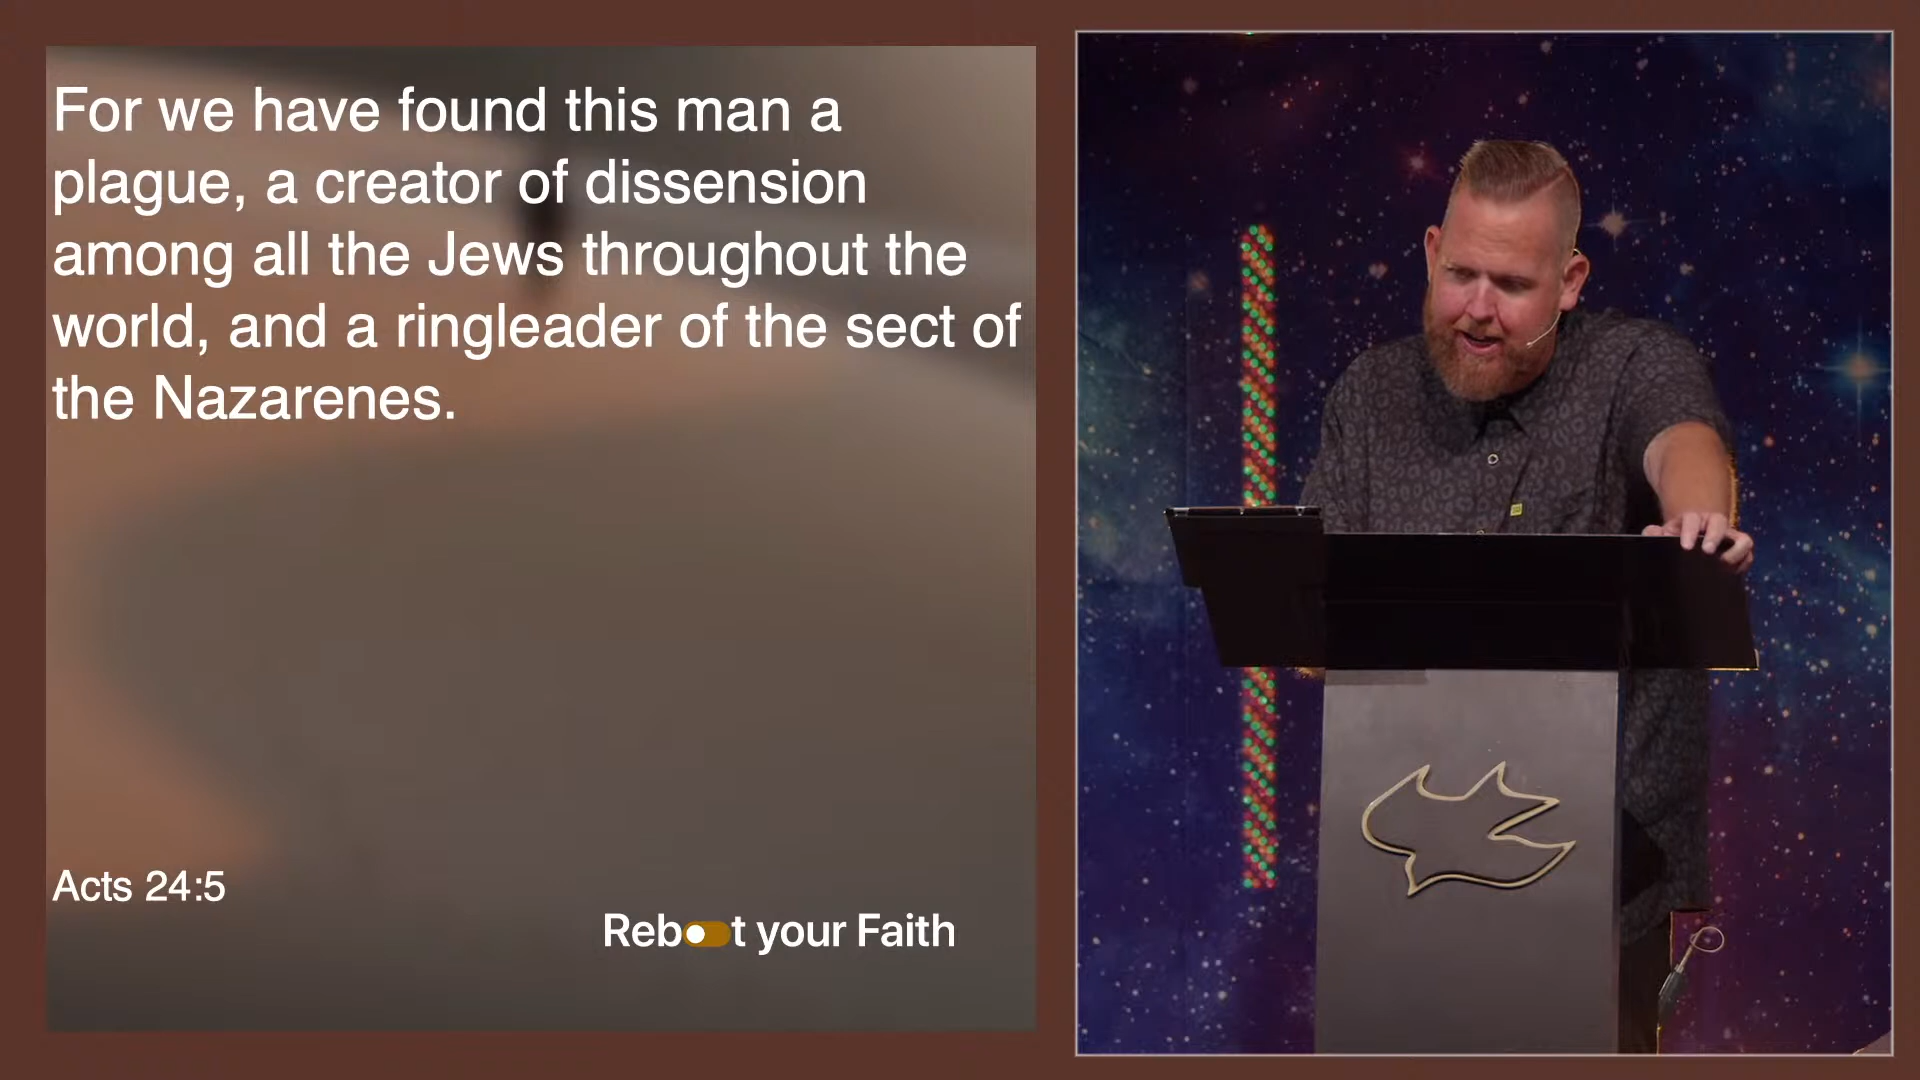 For we have found this man a
plague, a creator of dissension
among all the Jews throughout the
world, and a ringleader of the sect of
the Nazarenes.
Acts 24:5
Reboot your Faith